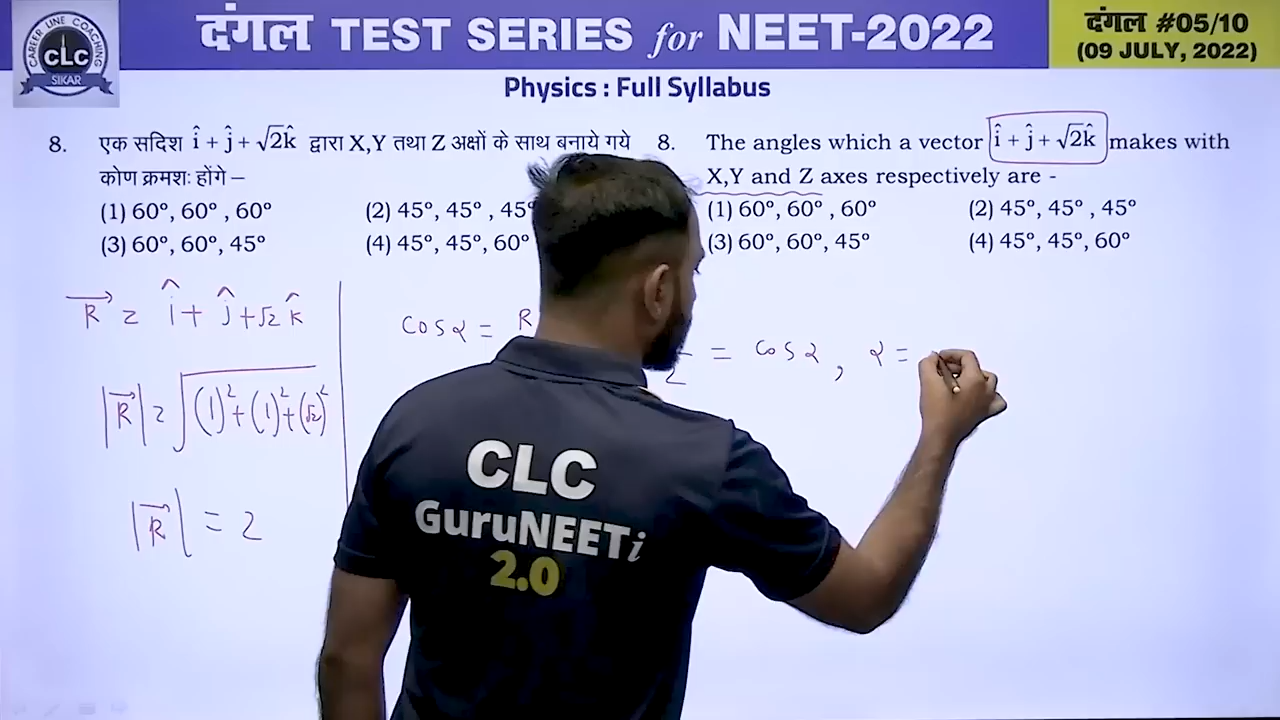 CAREER LINE COACHING
CLC
SIKAR
दंगल TEST SERIES for NEET-2022
दंगल #05/10
(09 JULY, 2022)
Physics : Full Syllabus
8. एक सदिश î + ĵ + √2k̂ द्वारा X,Y तथा Z अक्षों के साथ बनाये गये
कोण क्रमशः होंगे –
(1) 60°, 60° , 60° (2) 45°, 45° , 45°
(3) 60°, 60°, 45° (4) 45°, 45°, 60°
8. The angles which a vector î + ĵ + √2k̂ makes with
X,Y and Z axes respectively are -
(1) 60°, 60° , 60° (2) 45°, 45° , 45°
(3) 60°, 60°, 45° (4) 45°, 45°, 60°
R⃗ = î + ĵ + √2 k̂
|R⃗| = √(1)² + (1)² + (√2)²
|R⃗| = 2
cos α = R
2 = cos α , α =
CLC
GuruNEETi
2.0